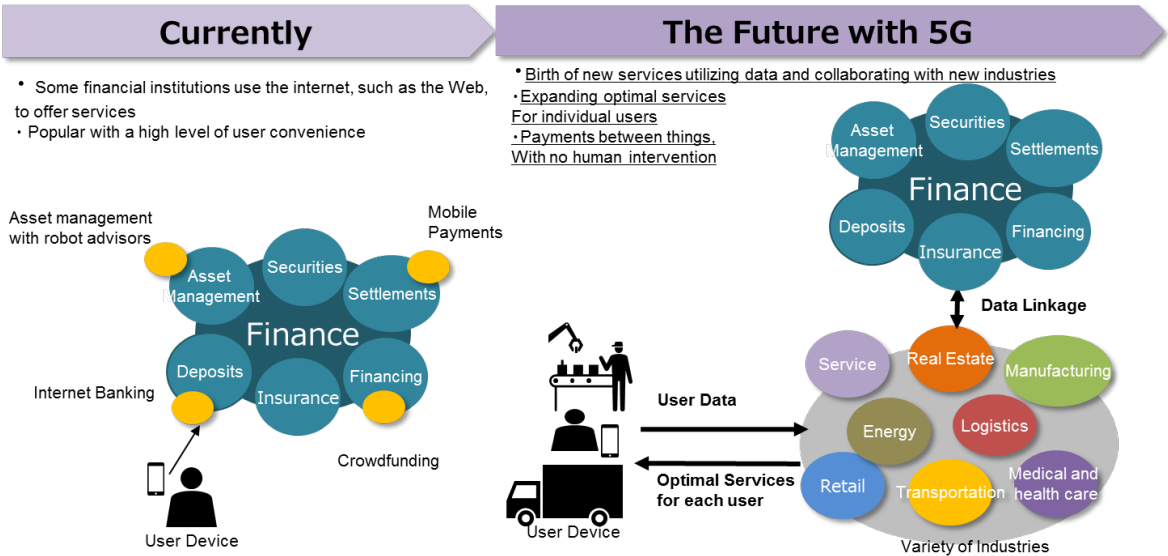 Currently
・ Some financial institutions use the internet, such as the Web,
to offer services
・Popular with a high level of user convenience
Asset management
with robot advisors
Mobile
Payments
Asset
Management
Securities
Settlements
Finance
Deposits
Insurance
Financing
Internet Banking
Crowdfunding
User Device
The Future with 5G
・Birth of new services utilizing data and collaborating with new industries
・Expanding optimal services
For individual users
・Payments between things,
With no human intervention
Asset
Management
Securities
Settlements
Finance
Deposits
Insurance
Financing
Data Linkage
User Data
Optimal Services
for each user
User Device
Service
Real Estate
Manufacturing
Energy
Logistics
Retail
Transportation
Medical and
health care
Variety of Industries